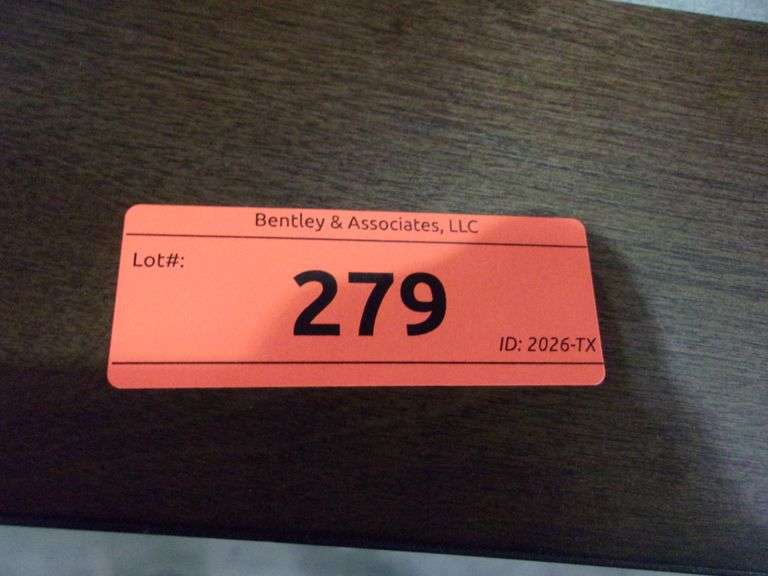 Bentley & Associates, LLC
Lot#:
279
ID: 2026-TX